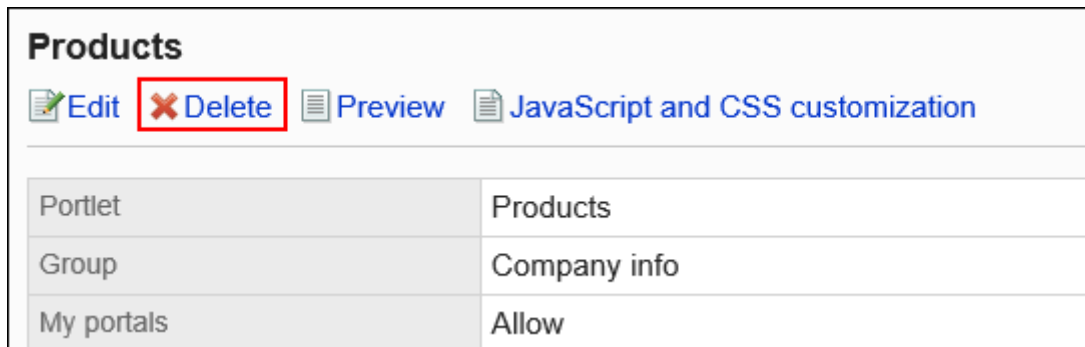 Products
Edit Delete Preview JavaScript and CSS customization
Portlet Products
Group Company info
My portals Allow